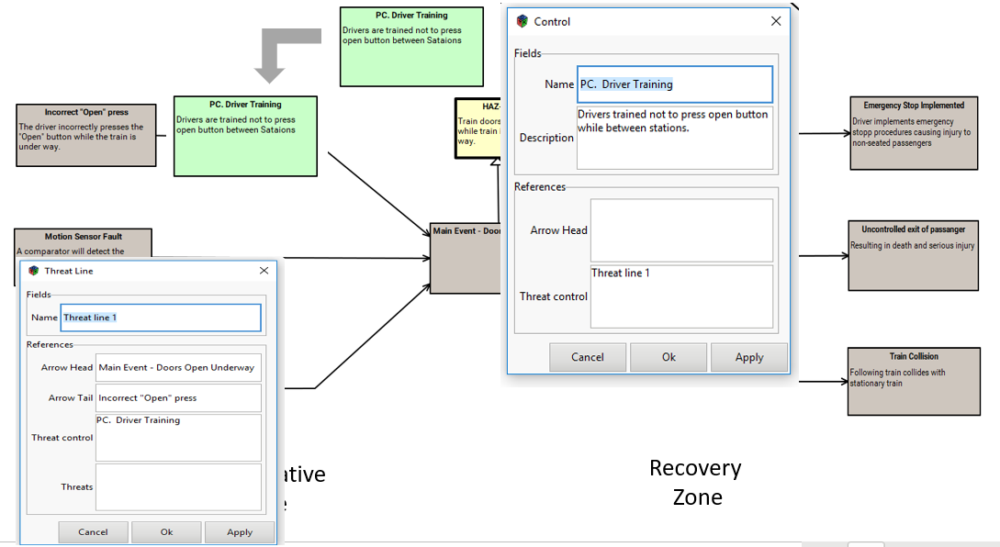 PC. Driver Training
Drivers are trained not to press
open button between Sataions
Incorrect "Open" press
The driver incorrectly presses the
"Open" button while the train is
under way.
PC. Driver Training
Drivers are trained not to press
open button between Sataions
HAZ-
Train doors
while train
way.
Motion Sensor Fault
A comparator will detect the
Main Event - Doo
Threat Line
Fields
Name Threat line 1
References
Arrow Head Main Event - Doors Open Underway
Arrow Tail Incorrect "Open" press
Threat control PC. Driver Training
Threats
Cancel Ok Apply
Control
Fields
Name PC. Driver Training
Description Drivers trained not to press open button
while between stations.
References
Arrow Head
Threat control Threat line 1
Cancel Ok Apply
Emergency Stop Implemented
Driver implements emergency
stopp procedures causing injury to
non-seated passengers
Uncontrolled exit of passanger
Resulting in death and serious injury
Train Collision
Following train collides with
stationary train
ative
Recovery
Zone